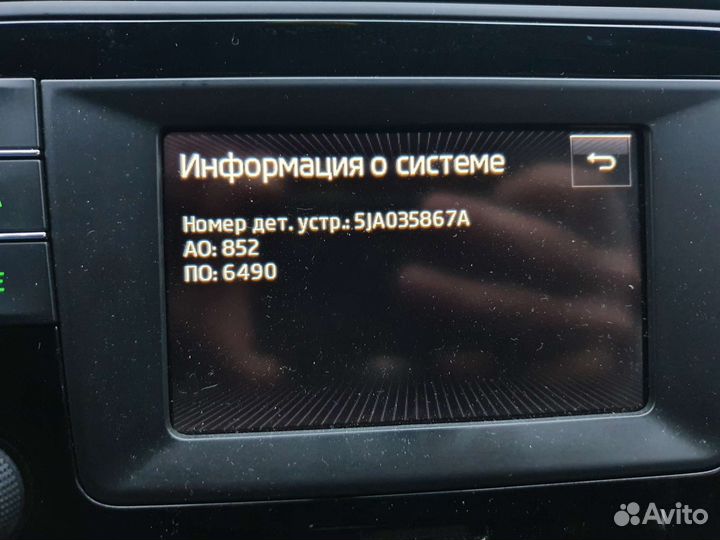 Информация о системе
Номер дет. устр.: 5JA035867A
АО: 852
ПО: 6490
Avito